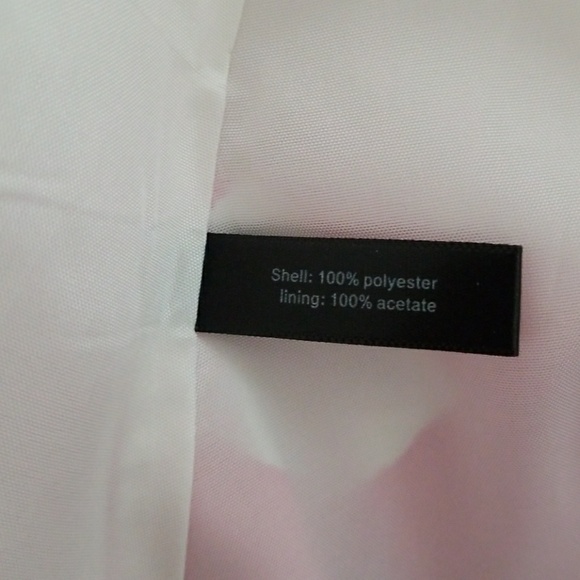 Shell: 100% polyester
lining: 100% acetate